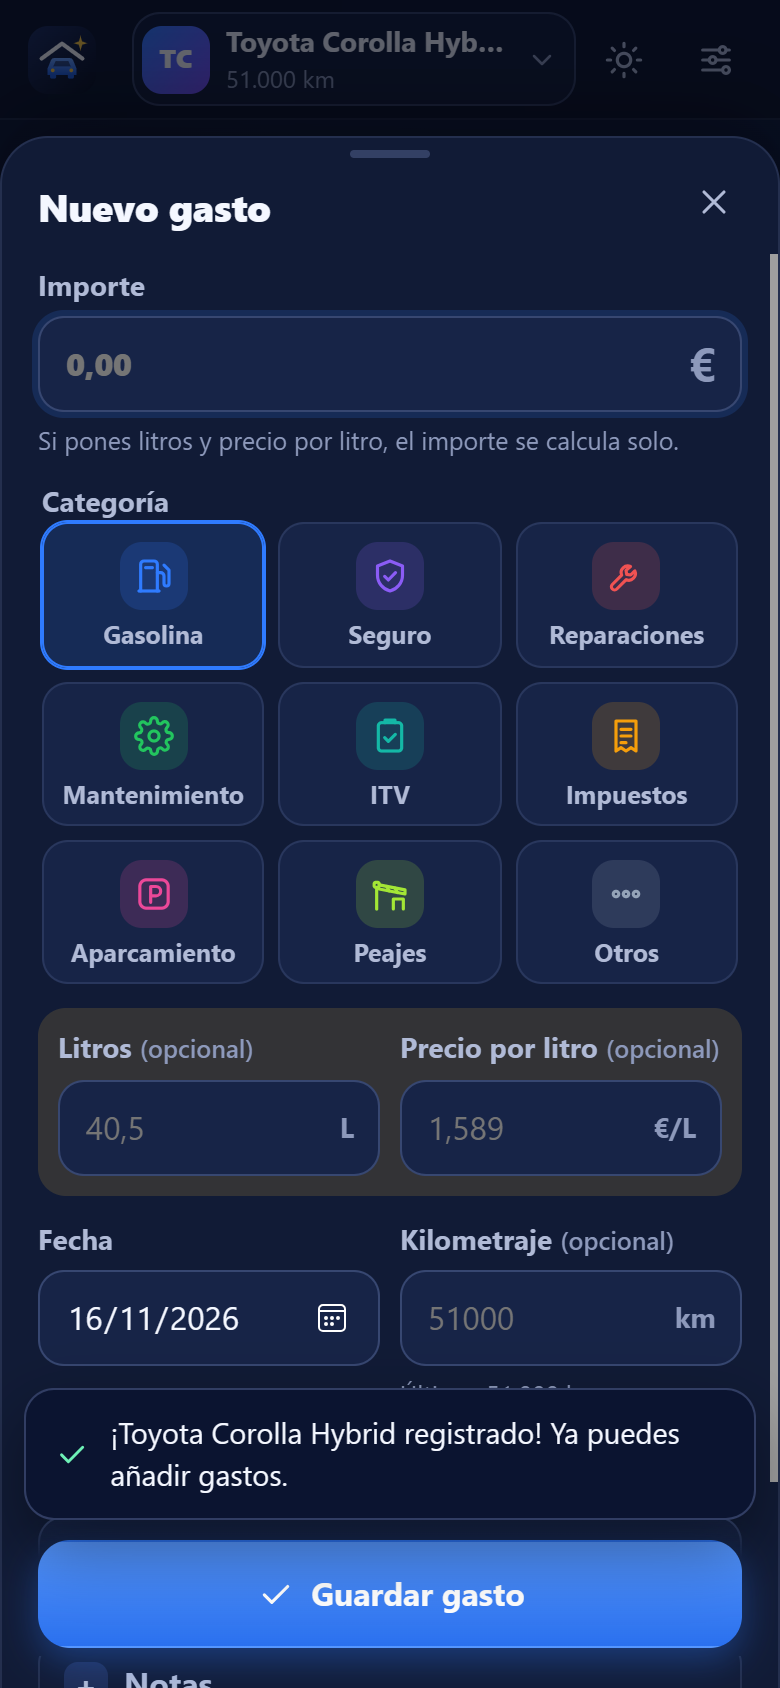 TC
Toyota Corolla Hyb...
51.000 km
Nuevo gasto
Importe
0,00 €
Si pones litros y precio por litro, el importe se calcula solo.
Categoría
Gasolina
Seguro
Reparaciones
Mantenimiento
ITV
Impuestos
P
Aparcamiento
Peajes
Otros
Litros (opcional)
Precio por litro (opcional)
40,5 L
1,589 €/L
Fecha
Kilometraje (opcional)
16/11/2026
51000 km
¡Toyota Corolla Hybrid registrado! Ya puedes
añadir gastos.
Guardar gasto
Notas